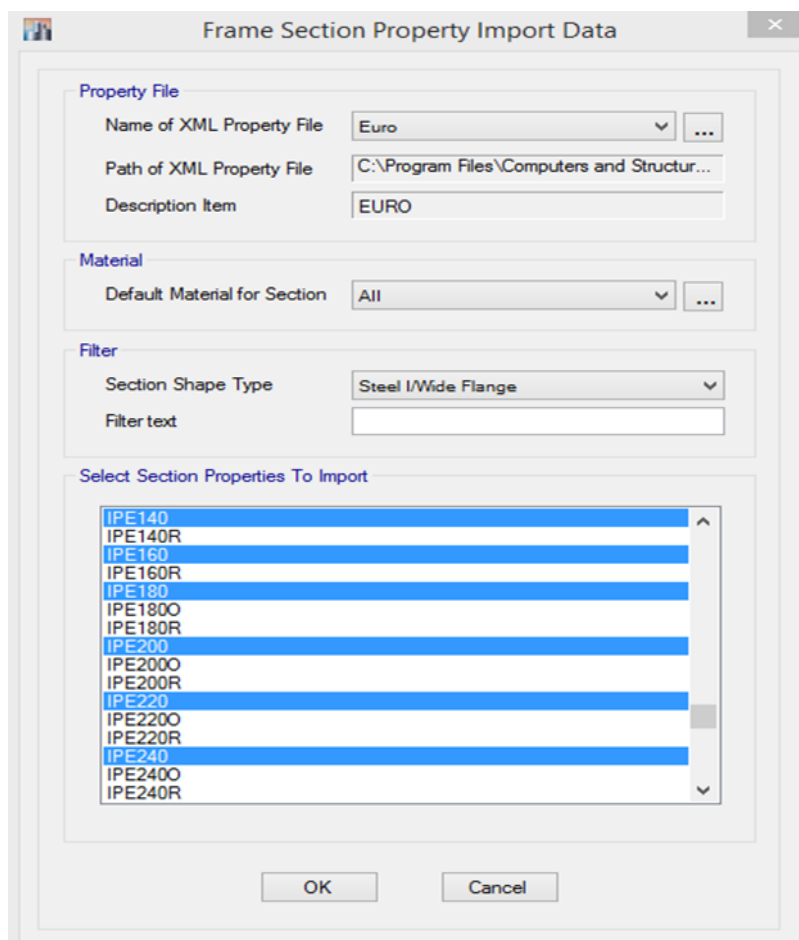 Frame Section Property Import Data
Property File
Name of XML Property File Euro ...
Path of XML Property File C:\Program Files\Computers and Structur...
Description Item EURO
Material
Default Material for Section All ...
Filter
Section Shape Type Steel I/Wide Flange
Filter text
Select Section Properties To Import
IPE140
IPE140R
IPE160
IPE160R
IPE180
IPE180O
IPE180R
IPE200
IPE200O
IPE200R
IPE220
IPE220O
IPE220R
IPE240
IPE240O
IPE240R
OK Cancel